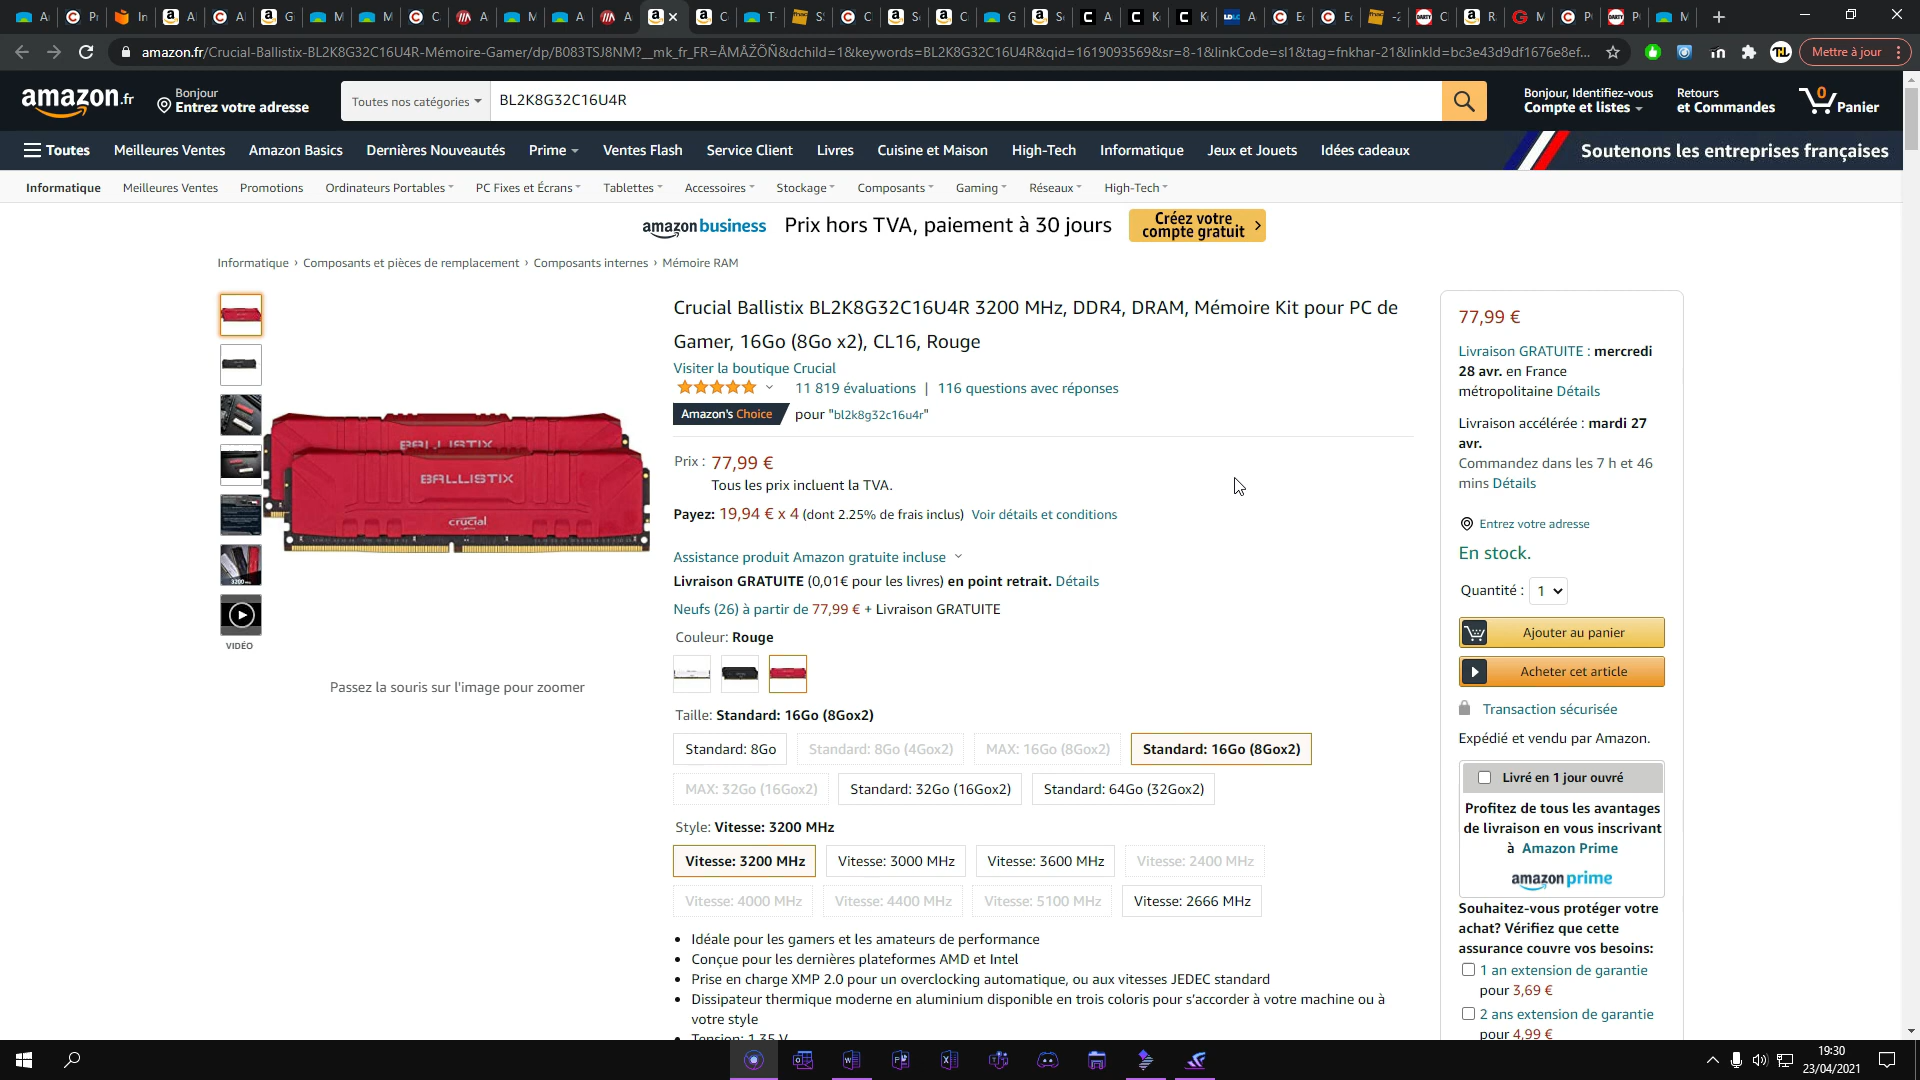 amazon.fr/Crucial-Ballistix-BL2K8G32C16U4R-Mémoire-Gamer/dp/B083TSJ8NM?__mk_fr_FR=ÅMÅŽÕÑ&dchild=1&keywords=BL2K8G32C16U4R&qid=1619093569&sr=8-1&linkCode=sl1&tag=fnkhar-21&linkId=bc3e43d9df1676e8ef...
Mettre à jour
amazon.fr
Bonjour
Entrez votre adresse
Toutes nos catégories
BL2K8G32C16U4R
Bonjour, Identifiez-vous
Compte et listes
Retours
et Commandes
0
Panier
Toutes Meilleures Ventes Amazon Basics Dernières Nouveautés Prime Ventes Flash Service Client Livres Cuisine et Maison High-Tech Informatique Jeux et Jouets Idées cadeaux
Soutenons les entreprises françaises
Informatique Meilleures Ventes Promotions Ordinateurs Portables PC Fixes et Écrans Tablettes Accessoires Stockage Composants Gaming Réseaux High-Tech
amazon business Prix hors TVA, paiement à 30 jours
Créez votre
compte gratuit
Informatique › Composants et pièces de remplacement › Composants internes › Mémoire RAM
BALLISTIX
BALLISTIX
crucial
3200
VIDÉO
Passez la souris sur l'image pour zoomer
Crucial Ballistix BL2K8G32C16U4R 3200 MHz, DDR4, DRAM, Mémoire Kit pour PC de
Gamer, 16Go (8Go x2), CL16, Rouge
Visiter la boutique Crucial
11 819 évaluations | 116 questions avec réponses
Amazon's Choice pour "bl2k8g32c16u4r"
Prix : 77,99 €
Tous les prix incluent la TVA.
Payez: 19,94 € x 4 (dont 2.25% de frais inclus) Voir détails et conditions
Assistance produit Amazon gratuite incluse
Livraison GRATUITE (0,01€ pour les livres) en point retrait. Détails
Neufs (26) à partir de 77,99 € + Livraison GRATUITE
Couleur: Rouge
Taille: Standard: 16Go (8Gox2)
Standard: 8Go Standard: 8Go (4Gox2) MAX: 16Go (8Gox2) Standard: 16Go (8Gox2)
MAX: 32Go (16Gox2) Standard: 32Go (16Gox2) Standard: 64Go (32Gox2)
Style: Vitesse: 3200 MHz
Vitesse: 3200 MHz Vitesse: 3000 MHz Vitesse: 3600 MHz Vitesse: 2400 MHz
Vitesse: 4000 MHz Vitesse: 4400 MHz Vitesse: 5100 MHz Vitesse: 2666 MHz
• Idéale pour les gamers et les amateurs de performance
• Conçue pour les dernières plateformes AMD et Intel
• Prise en charge XMP 2.0 pour un overclocking automatique, ou aux vitesses JEDEC standard
• Dissipateur thermique moderne en aluminium disponible en trois coloris pour s'accorder à votre machine ou à
votre style
• Tension: 1.35 V
77,99 €
Livraison GRATUITE : mercredi
28 avr. en France
métropolitaine Détails
Livraison accélérée : mardi 27
avr.
Commandez dans les 7 h et 46
mins Détails
Entrez votre adresse
En stock.
Quantité : 1
Ajouter au panier
Acheter cet article
Transaction sécurisée
Expédié et vendu par Amazon.
Livré en 1 jour ouvré
Profitez de tous les avantages
de livraison en vous inscrivant
à Amazon Prime
amazon prime
Souhaitez-vous protéger votre
achat? Vérifiez que cette
assurance couvre vos besoins:
1 an extension de garantie
pour 3,69 €
2 ans extension de garantie
pour 4,99 €
19:30
23/04/2021